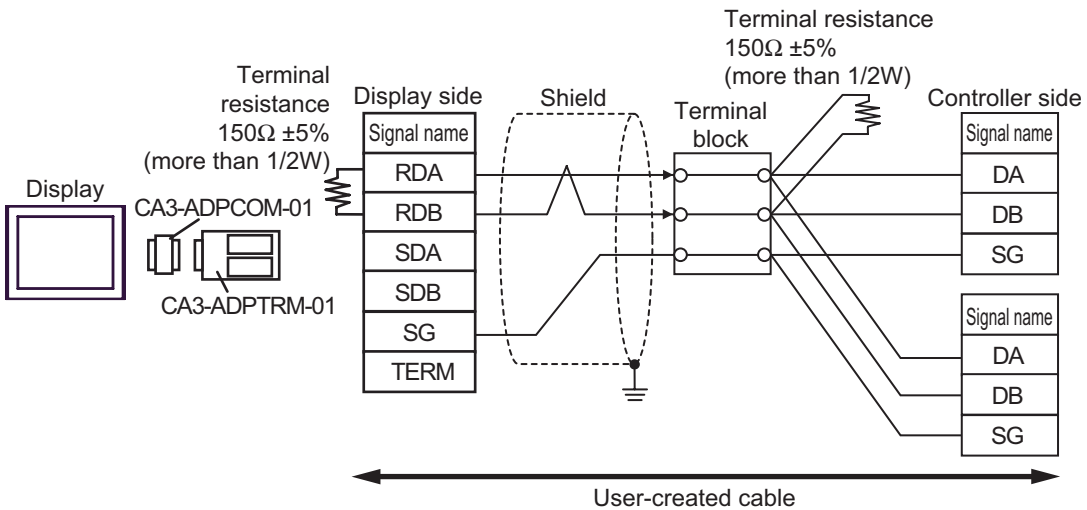 Terminal resistance
150Ω ±5%
(more than 1/2W)
Terminal
resistance
150Ω ±5%
(more than 1/2W)
Display side
Shield
Terminal
block
Controller side
Display
CA3-ADPCOM-01
CA3-ADPTRM-01
Signal name
RDA
RDB
SDA
SDB
SG
TERM
Signal name
DA
DB
SG
Signal name
DA
DB
SG
User-created cable